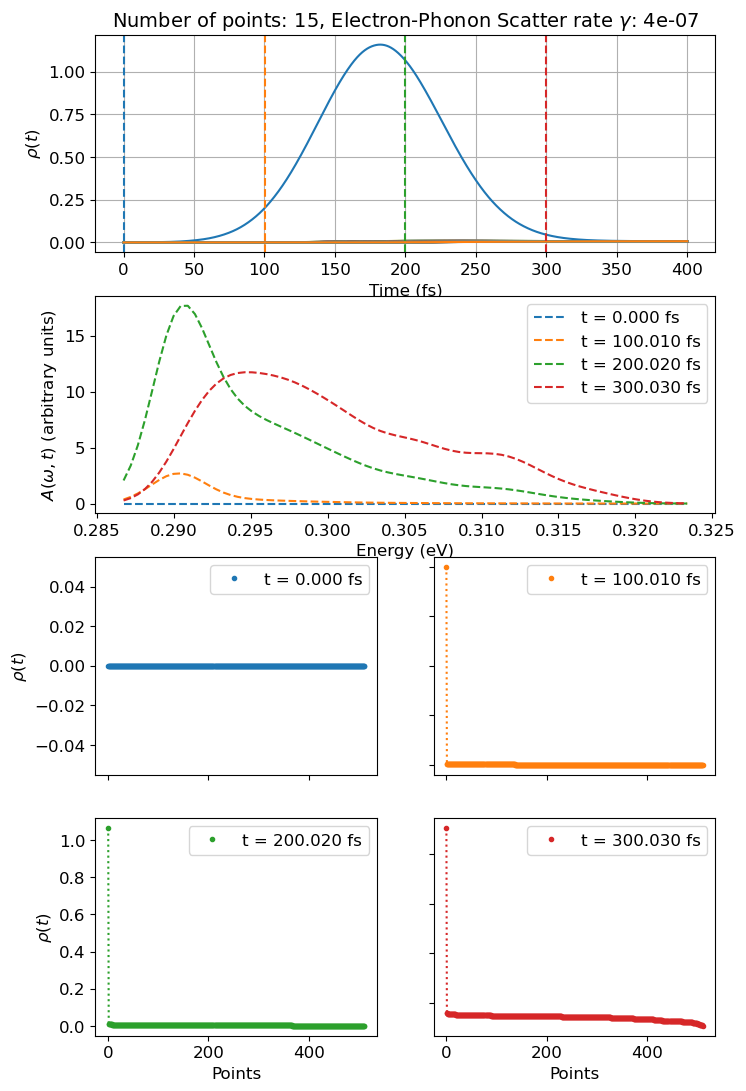 Number of points: 15, Electron-Phonon Scatter rate γ: 4e-07
ρ(t)
1.00
0.75
0.50
0.25
0.00
0 50 100 150 200 250 300 350 400
Time (fs)
A(ω, t) (arbitrary units)
15
10
5
0
t = 0.000 fs
t = 100.010 fs
t = 200.020 fs
t = 300.030 fs
0.285 0.290 0.295 0.300 0.305 0.310 0.315 0.320 0.325
Energy (eV)
ρ(t)
0.04
0.02
0.00
−0.02
−0.04
t = 0.000 fs
t = 100.010 fs
ρ(t)
1.0
0.8
0.6
0.4
0.2
0.0
t = 200.020 fs
t = 300.030 fs
0 200 400
0 200 400
Points
Points